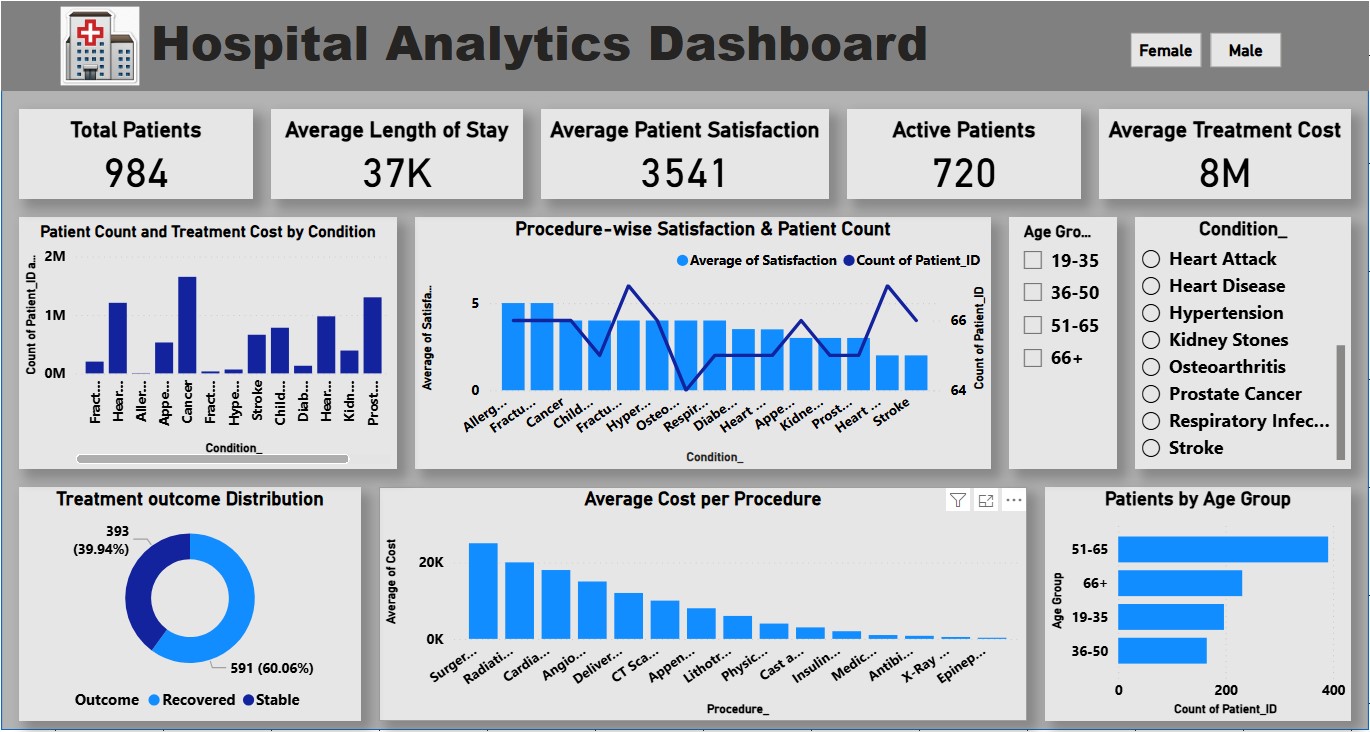 Hospital Analytics Dashboard
Female
Male
Total Patients
984
Average Length of Stay
37K
Average Patient Satisfaction
3541
Active Patients
720
Average Treatment Cost
8M
Patient Count and Treatment Cost by Condition
Count of Patient_ID a...
2M
1M
0M
Fract...
Hear...
Aller...
Appe...
Cancer
Fract...
Hype...
Stroke
Child...
Diab...
Hear...
Kidn...
Prost...
Condition_
Procedure-wise Satisfaction & Patient Count
Average of Satisfaction
Count of Patient_ID
Average of Satisfa...
5
0
66
64
Count of Patient_ID
Allerg...
Fractu...
Cancer
Child...
Fractu...
Hyper...
Osteo...
Respir...
Diabe...
Heart ...
Appe...
Kidne...
Prost...
Heart ...
Stroke
Condition_
Age Gro...
19-35
36-50
51-65
66+
Condition_
Heart Attack
Heart Disease
Hypertension
Kidney Stones
Osteoarthritis
Prostate Cancer
Respiratory Infec...
Stroke
Treatment outcome Distribution
393
(39.94%)
591 (60.06%)
Outcome
Recovered
Stable
Average Cost per Procedure
Average of Cost
20K
0K
Surger...
Radiati...
Cardia...
Angio...
Deliver...
CT Sca...
Appen...
Lithotr...
Physic...
Cast a...
Insulin...
Medic...
Antibi...
X-Ray ...
Epinep...
Procedure_
Patients by Age Group
Age Group
51-65
66+
19-35
36-50
0
200
400
Count of Patient_ID